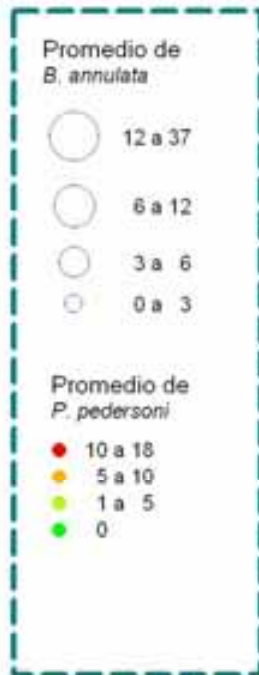 Promedio de
B. annulata
12 a 37
6 a 12
3 a 6
0 a 3
Promedio de
P. pedersoni
10 a 18
5 a 10
1 a 5
0